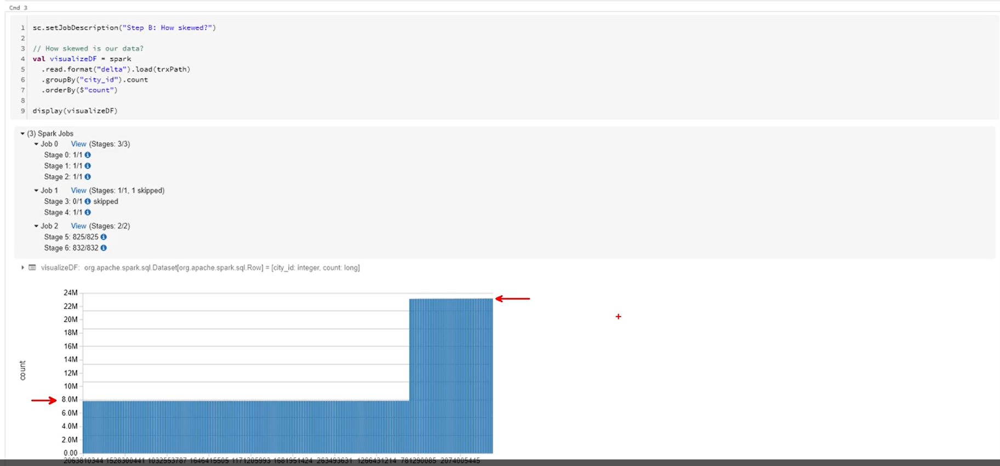 Cmd 3
1 sc.setJobDescription("Step B: How skewed?")
2
3 // How skewed is our data?
4 val visualizeDF = spark
5 .read.format("delta").load(trxPath)
6 .groupBy("city_id").count
7 .orderBy($"count")
8
9 display(visualizeDF)
(3) Spark Jobs
Job 0 View (Stages: 3/3)
Stage 0: 1/1
Stage 1: 1/1
Stage 2: 1/1
Job 1 View (Stages: 1/1, 1 skipped)
Stage 3: 0/1 skipped
Stage 4: 1/1
Job 2 View (Stages: 2/2)
Stage 5: 825/825
Stage 6: 832/832
visualizeDF: org.apache.spark.sql.Dataset[org.apache.spark.sql.Row] = [city_id: integer, count: long]
24M
22M
20M
18M
16M
14M
12M
10M
8.0M
6.0M
4.0M
2.0M
0.00
count
2063810344 1528300441 1032553787 1646415505 1171205993 1681951424 263493631 1266431214 781290085 2074005445